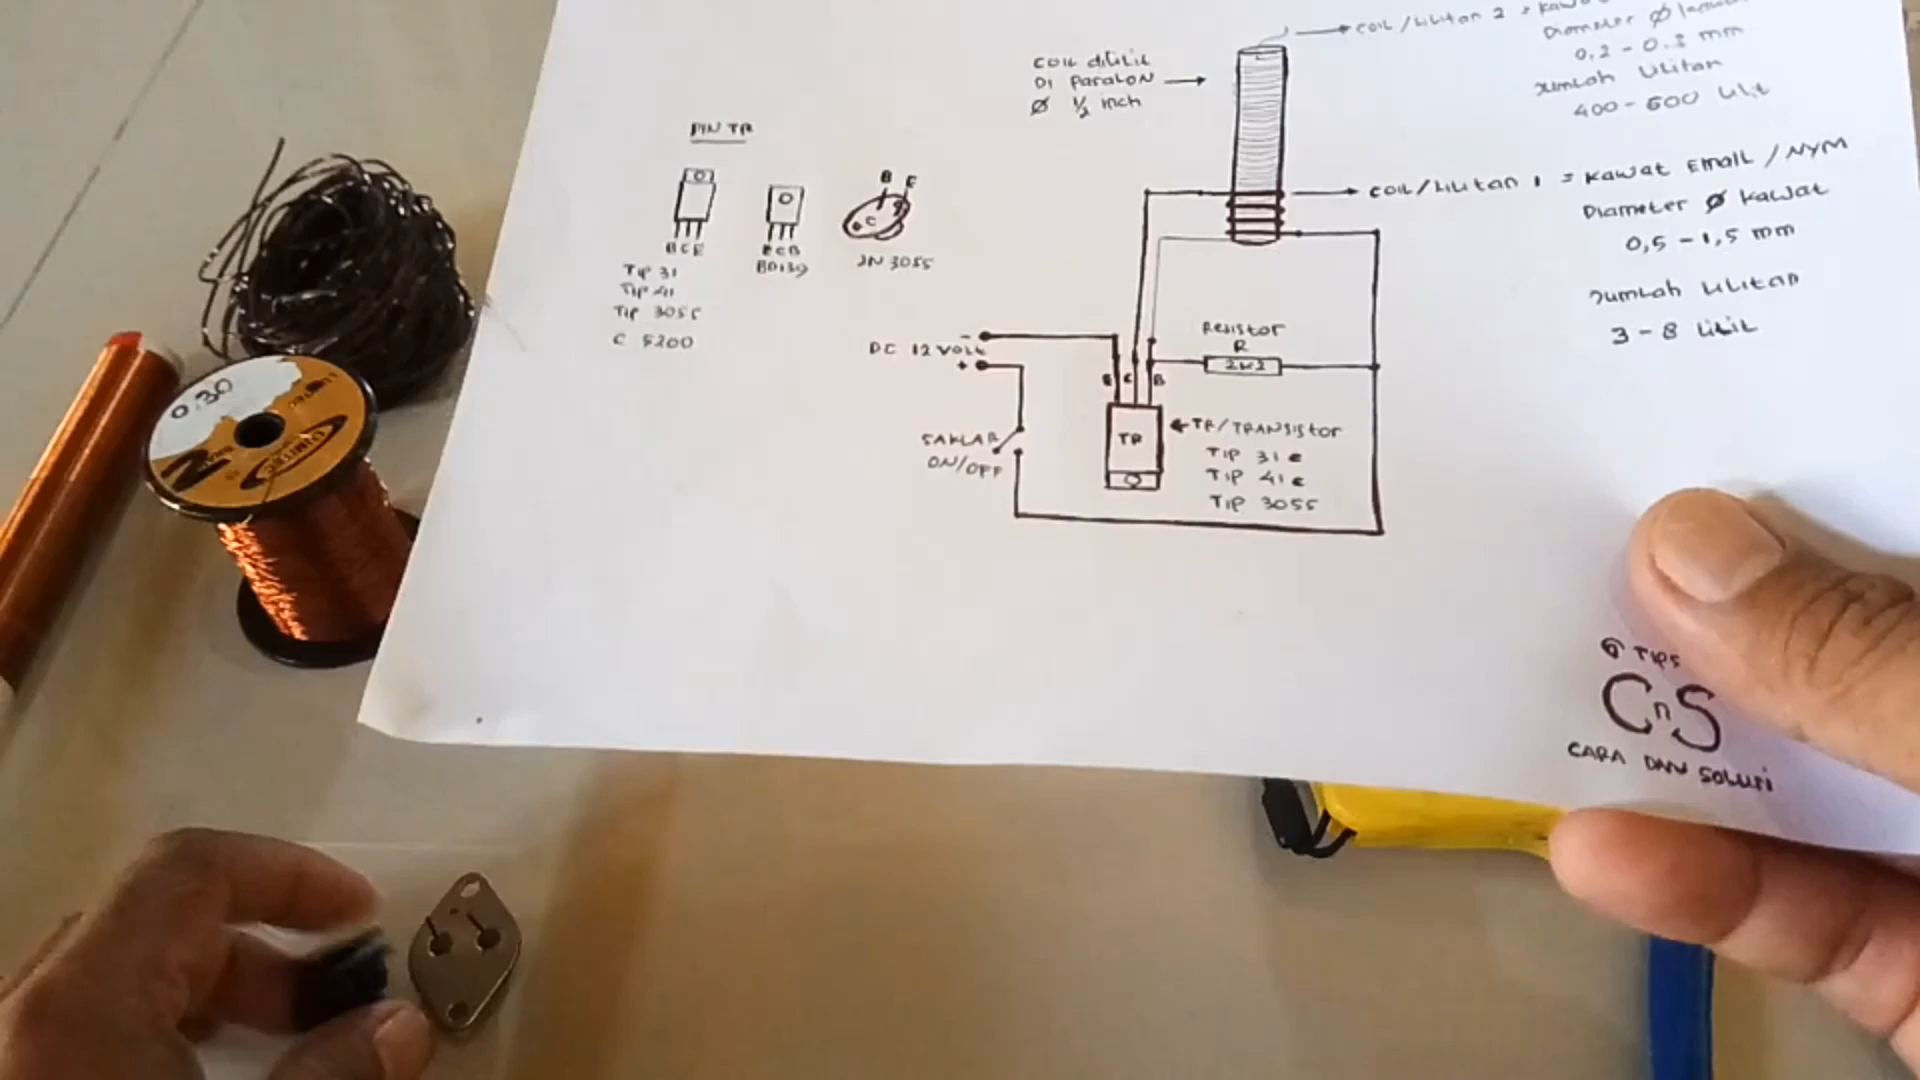 COIL / LILITAN 2 =
Diameter Ø
0,2 - 0.3 mm
Jumlah Lilitan
400 - 600 Lilit
COIL dililit
DI Paralon
Ø 1/2 inch
PIN TR
B C E
TIP 31
TIP 41
TIP 3055
C 5200
E C B
BD139
B E
C
2N 3055
COIL / LILITAN 1 = Kawat Email / NYM
Diameter Ø Kawat
0,5 - 1,5 mm
Jumlah Lilitan
3 - 8 Lilit
DC 12 VOLT
-
+
Resistor
R
2k2
E C B
TR
TR/TRANSISTOR
TIP 31 c
TIP 41 c
TIP 3055
SAKLAR
ON/OFF
TIPS
CnS
CARA DAN SOLUSI
0.30